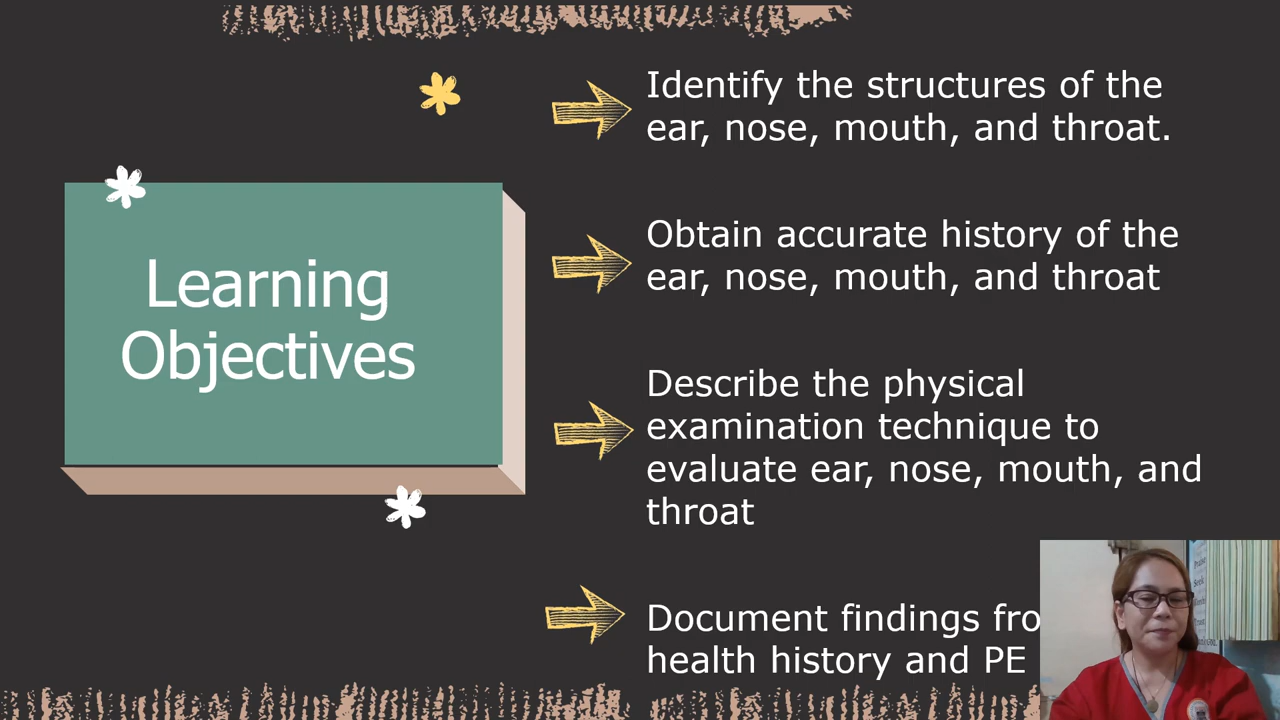 Learning
Objectives
Identify the structures of the
ear, nose, mouth, and throat.
Obtain accurate history of the
ear, nose, mouth, and throat
Describe the physical
examination technique to
evaluate ear, nose, mouth, and
throat
Document findings fro
health history and PE